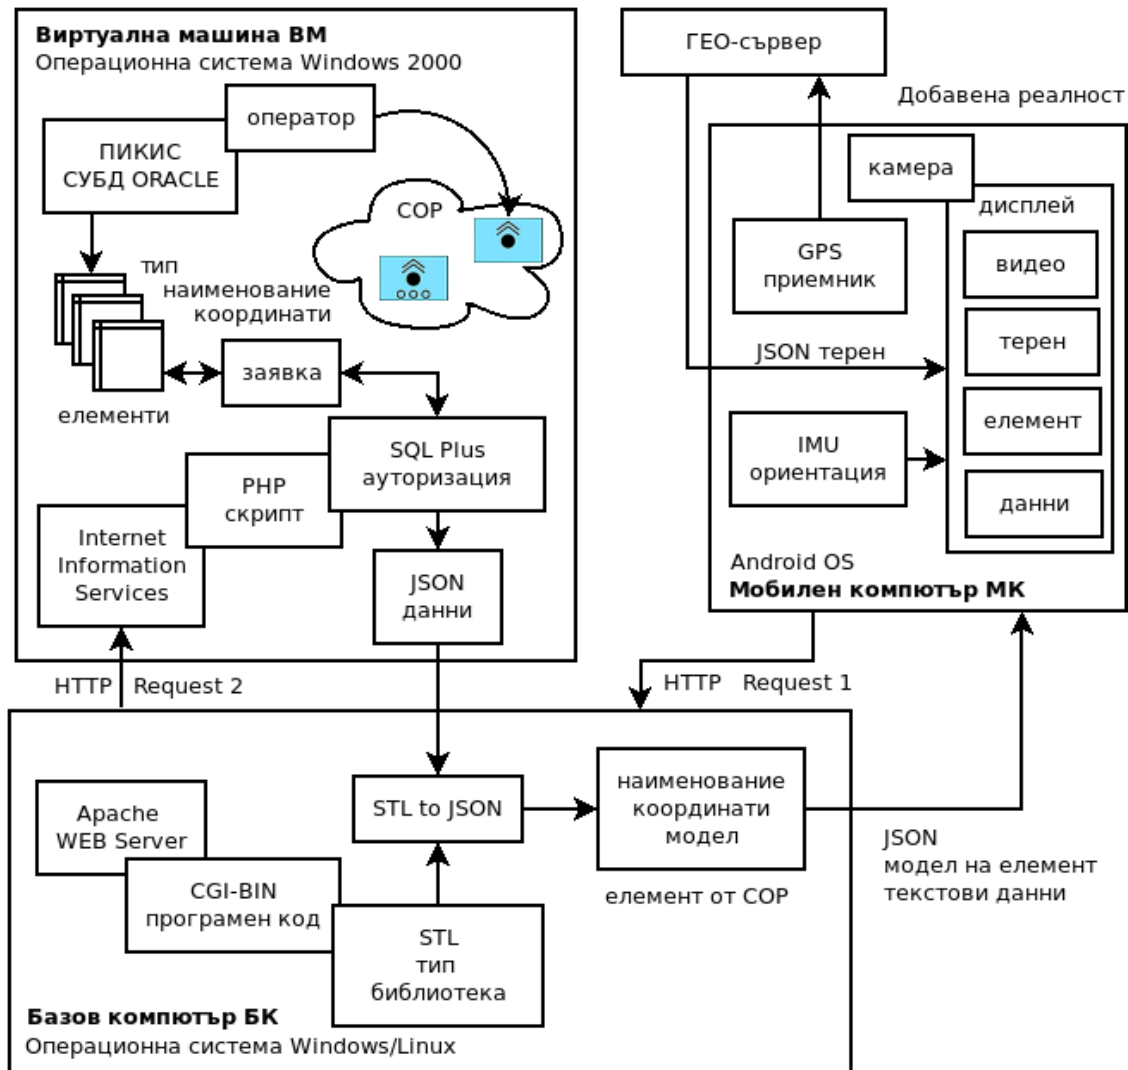 Виртуална машина ВМ
Операционна система Windows 2000
оператор
ПИКИС
СУБД ORACLE
COP
тип
наименование
координати
елементи
заявка
SQL Plus
ауторизация
PHP
скрипт
Internet
Information
Services
JSON
данни
ГЕО-сървер
Добавена реалност
камера
дисплей
GPS
приемник
видео
JSON терен
терен
елемент
IMU
ориентация
данни
Android OS
Мобилен компютър МК
HTTP Request 2
HTTP Request 1
Apache
WEB Server
CGI-BIN
програмен код
STL
тип
библиотека
STL to JSON
наименование
координати
модел
елемент от COP
JSON
модел на елемент
текстови данни
Базов компютър БК
Операционна система Windows/Linux